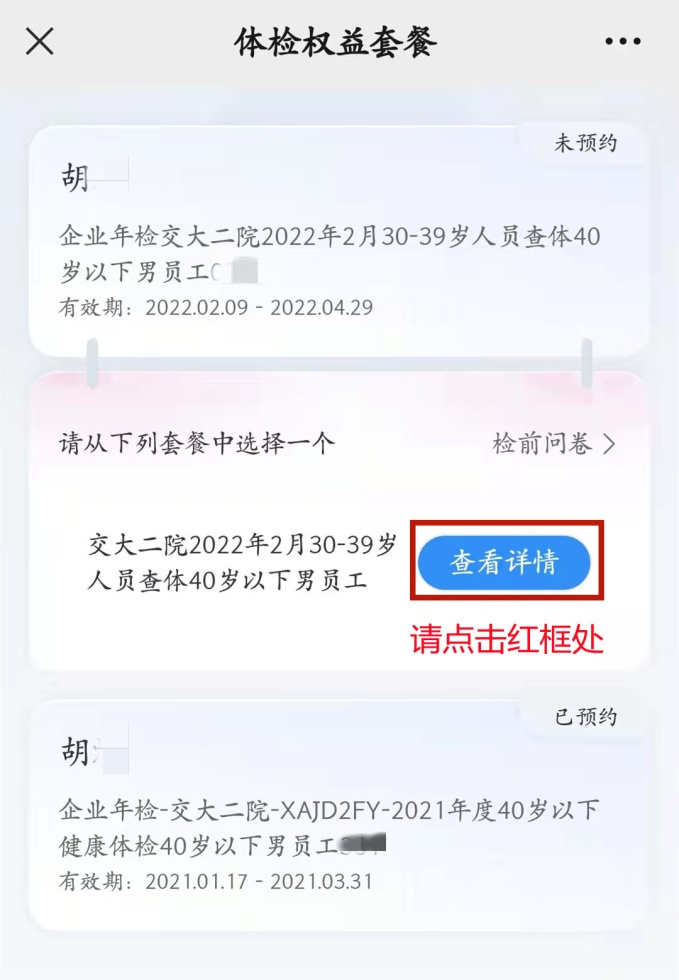 体检权益套餐
未预约
胡
企业年检交大二院2022年2月30-39岁人员查体40
岁以下男员工
有效期：2022.02.09 - 2022.04.29
请从下列套餐中选择一个
检前问卷
交大二院2022年2月30-39岁
人员查体40岁以下男员工
查看详情
请点击红框处
已预约
胡
企业年检-交大二院-XAJD2FY-2021年度40岁以下
健康体检40岁以下男员工
有效期：2021.01.17 - 2021.03.31